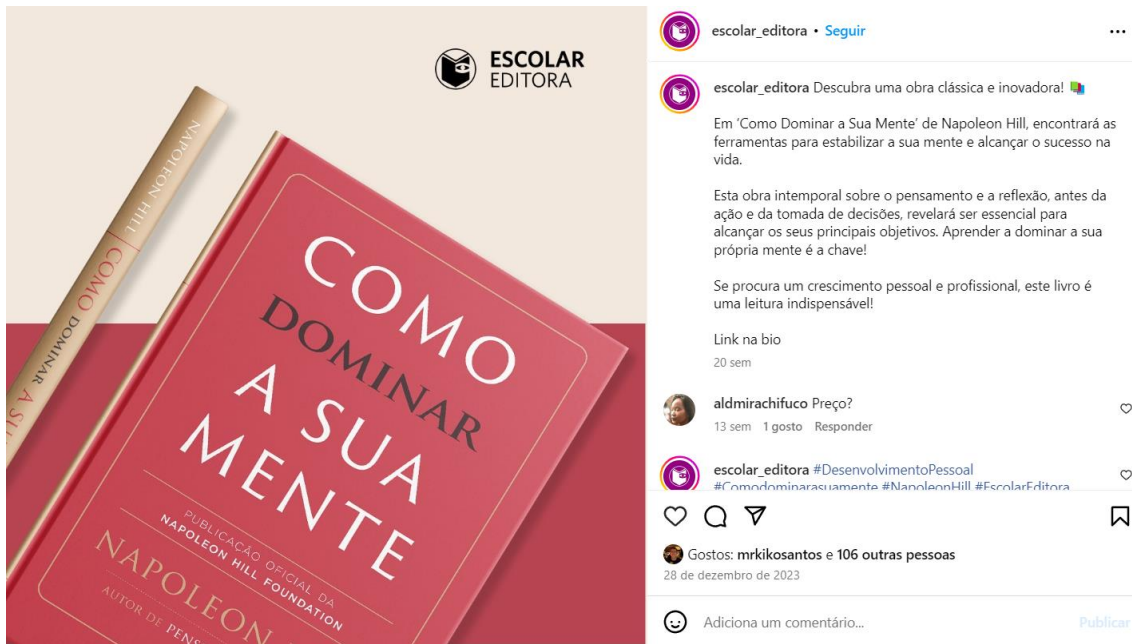 ESCOLAR
EDITORA
NAPOLEON HILL COMO DOMINAR A
COMO
DOMINAR
A SUA
MENTE
PUBLICAÇÃO OFICIAL DA
NAPOLEON HILL FOUNDATION
NAPOLEON
AUTOR DE
escolar_editora • Seguir
escolar_editora Descubra uma obra clássica e inovadora!
Em ‘Como Dominar a Sua Mente’ de Napoleon Hill, encontrará as
ferramentas para estabilizar a sua mente e alcançar o sucesso na
vida.
Esta obra intemporal sobre o pensamento e a reflexão, antes da
ação e da tomada de decisões, revelará ser essencial para
alcançar os seus principais objetivos. Aprender a dominar a sua
própria mente é a chave!
Se procura um crescimento pessoal e profissional, este livro é
uma leitura indispensável!
Link na bio
20 sem
aldmirachifuco Preço?
13 sem 1 gosto Responder
escolar_editora #DesenvolvimentoPessoal
#Comodominarasuamente #NapoleonHill #EscolarEditora
Gostos: mrkikosantos e 106 outras pessoas
28 de dezembro de 2023
Adiciona um comentário... Publicar